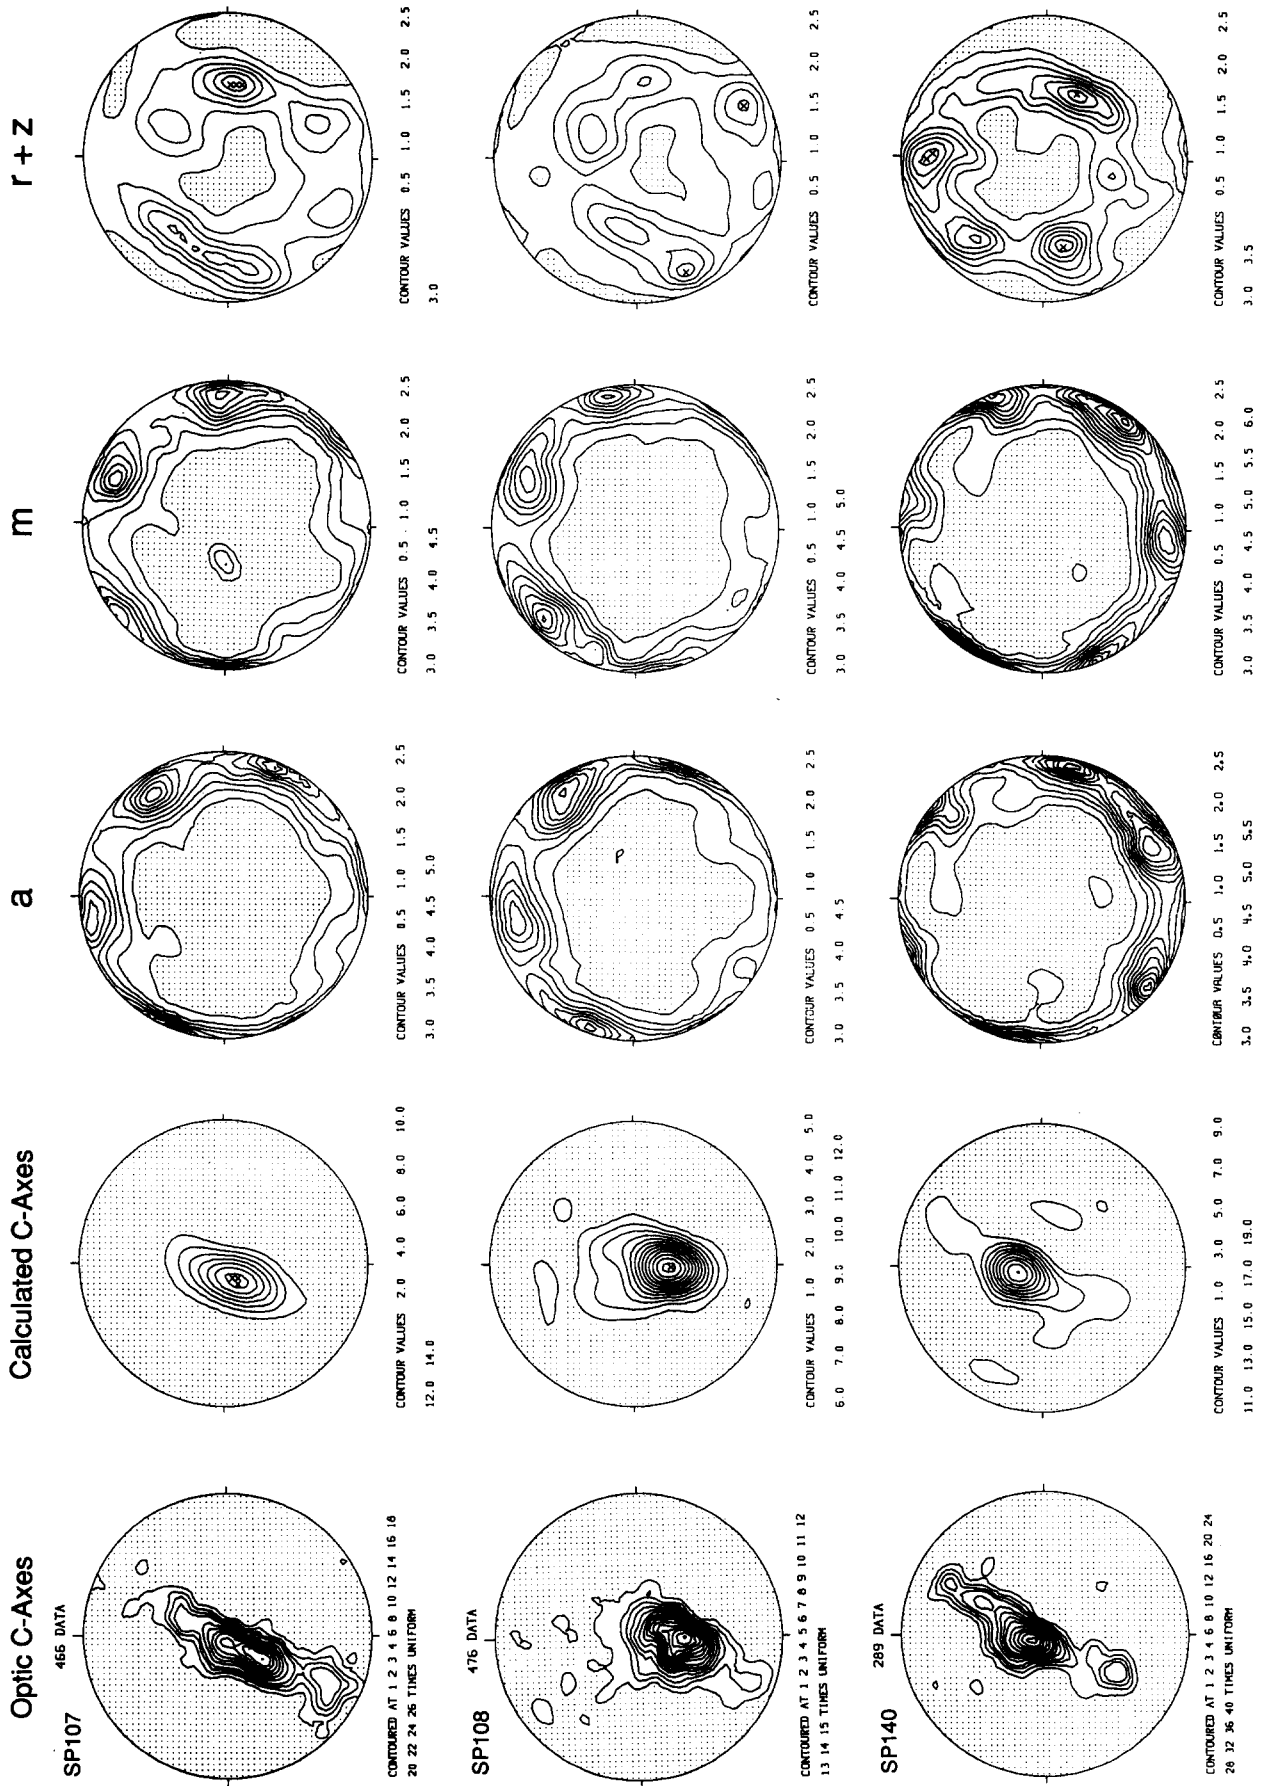 Optic C-Axes
Calculated C-Axes
a
m
r + z
SP107
466 DATA
CONTOURED AT 1 2 3 4 6 8 10 12 14 16 18
20 22 24 26 TIMES UNIFORM
CONTOUR VALUES 2.0 4.0 6.0 8.0 10.0
12.0 14.0
CONTOUR VALUES 0.5 1.0 1.5 2.0 2.5
3.0 3.5 4.0 4.5 5.0
CONTOUR VALUES 0.5 1.0 1.5 2.0 2.5
3.0 3.5 4.0 4.5
CONTOUR VALUES 0.5 1.0 1.5 2.0 2.5
3.0
SP108
476 DATA
P
CONTOURED AT 1 2 3 4 5 6 7 8 9 10 11 12
13 14 15 TIMES UNIFORM
CONTOUR VALUES 1.0 2.0 3.0 4.0 5.0
6.0 7.0 8.0 9.0 10.0 11.0 12.0
CONTOUR VALUES 0.5 1.0 1.5 2.0 2.5
3.0 3.5 4.0 4.5
CONTOUR VALUES 0.5 1.0 1.5 2.0 2.5
3.0 3.5 4.0 4.5 5.0
CONTOUR VALUES 0.5 1.0 1.5 2.0 2.5
SP140
289 DATA
CONTOURED AT 1 2 3 4 6 8 10 12 16 20 24
28 32 36 40 TIMES UNIFORM
CONTOUR VALUES 1.0 3.0 5.0 7.0 9.0
11.0 13.0 15.0 17.0 19.0
CONTOUR VALUES 0.5 1.0 1.5 2.0 2.5
3.0 3.5 4.0 4.5 5.0 5.5
CONTOUR VALUES 0.5 1.0 1.5 2.0 2.5
3.0 3.5 4.0 4.5 5.0 5.5 6.0
CONTOUR VALUES 0.5 1.0 1.5 2.0 2.5
3.0 3.5